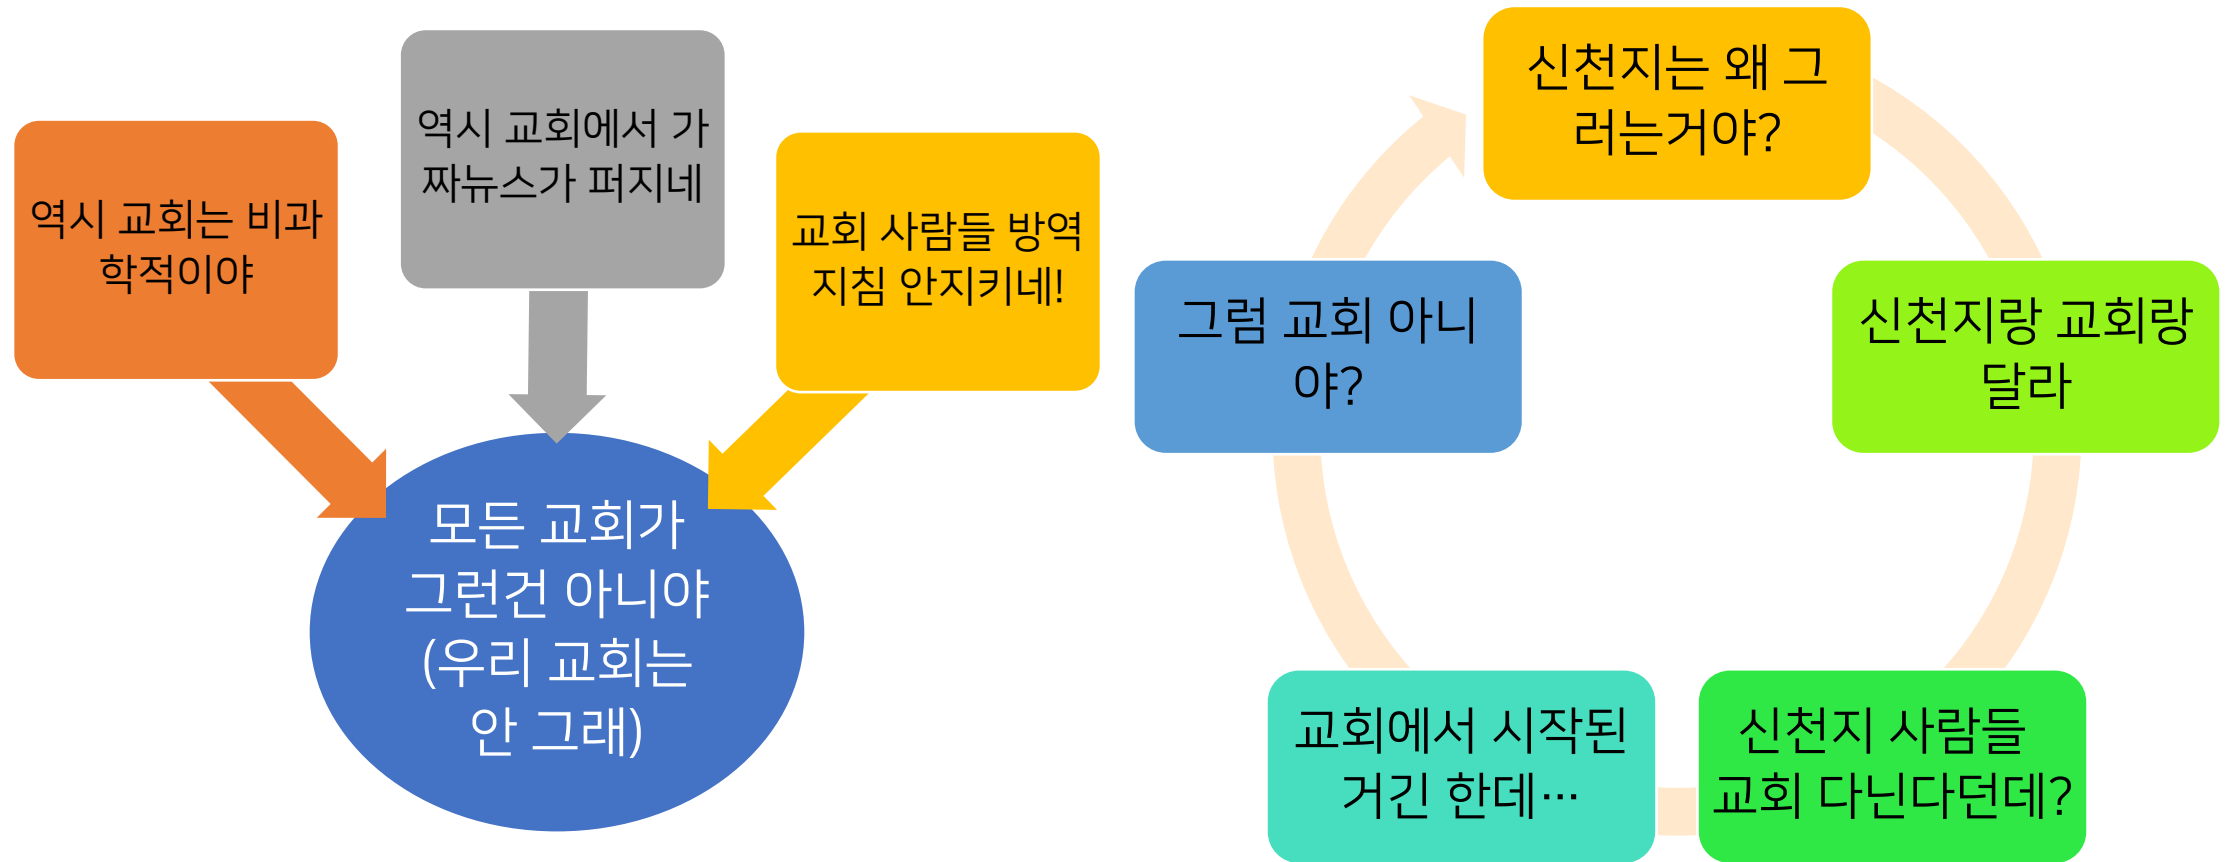 역시 교회는 비과
학적이야
역시 교회에서 가
짜뉴스가 퍼지네
교회 사람들 방역
지침 안지키네!
모든 교회가
그런건 아니야
(우리 교회는
안 그래)
신천지는 왜 그
러는거야?
신천지랑 교회랑
달라
신천지 사람들
교회 다닌다던데?
교회에서 시작된
거긴 한데…
그럼 교회 아니
야?